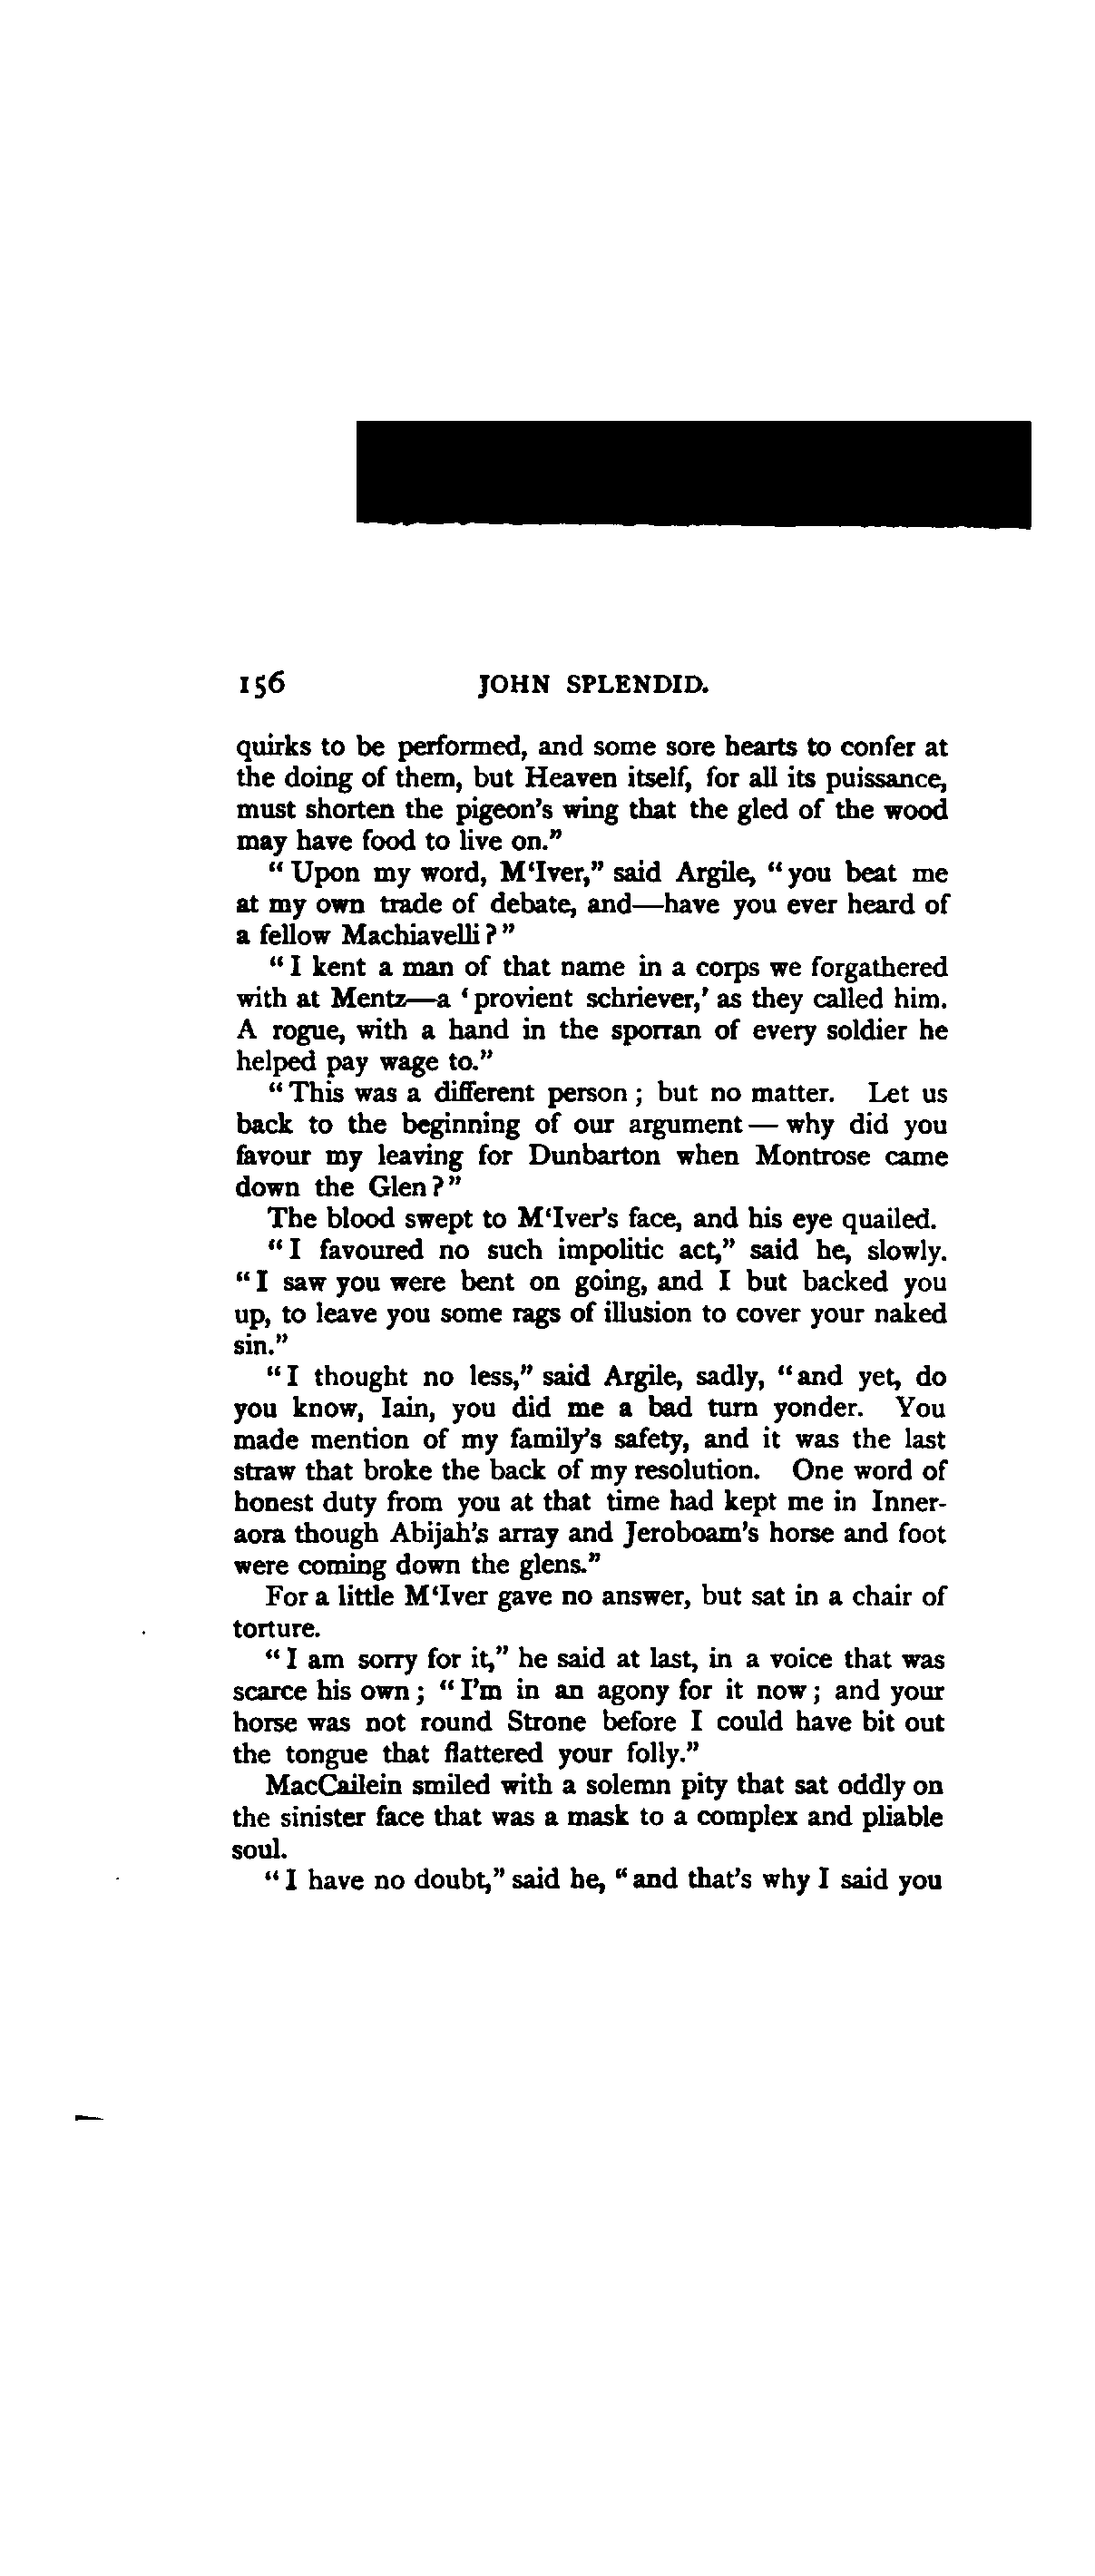 156 JOHN SPLENDID.
quirks to be performed, and some sore hearts to confer at
the doing of them, but Heaven itself, for all its puissance,
must shorten the pigeon's wing that the gled of the wood
may have food to live on."
"Upon my word, M'Iver," said Argile, "you beat me
at my own trade of debate, and—have you ever heard of
a fellow Machiavelli?"
"I kent a man of that name in a corps we forgathered
with at Mentz—a 'provient schriever,' as they called him.
A rogue, with a hand in the sporran of every soldier he
helped pay wage to."
"This was a different person; but no matter. Let us
back to the beginning of our argument—why did you
favour my leaving for Dunbarton when Montrose came
down the Glen?"
The blood swept to M'Iver's face, and his eye quailed.
"I favoured no such impolitic act," said he, slowly.
"I saw you were bent on going, and I but backed you
up, to leave you some rags of illusion to cover your naked
sin."
"I thought no less," said Argile, sadly, "and yet, do
you know, Iain, you did me a bad turn yonder. You
made mention of my family's safety, and it was the last
straw that broke the back of my resolution. One word of
honest duty from you at that time had kept me in Inner-
aora though Abijah's array and Jeroboam's horse and foot
were coming down the glens."
For a little M'Iver gave no answer, but sat in a chair of
torture.
"I am sorry for it," he said at last, in a voice that was
scarce his own; "I'm in an agony for it now; and your
horse was not round Strone before I could have bit out
the tongue that flattered your folly."
MacCailein smiled with a solemn pity that sat oddly on
the sinister face that was a mask to a complex and pliable
soul.
"I have no doubt," said he, "and that's why I said you